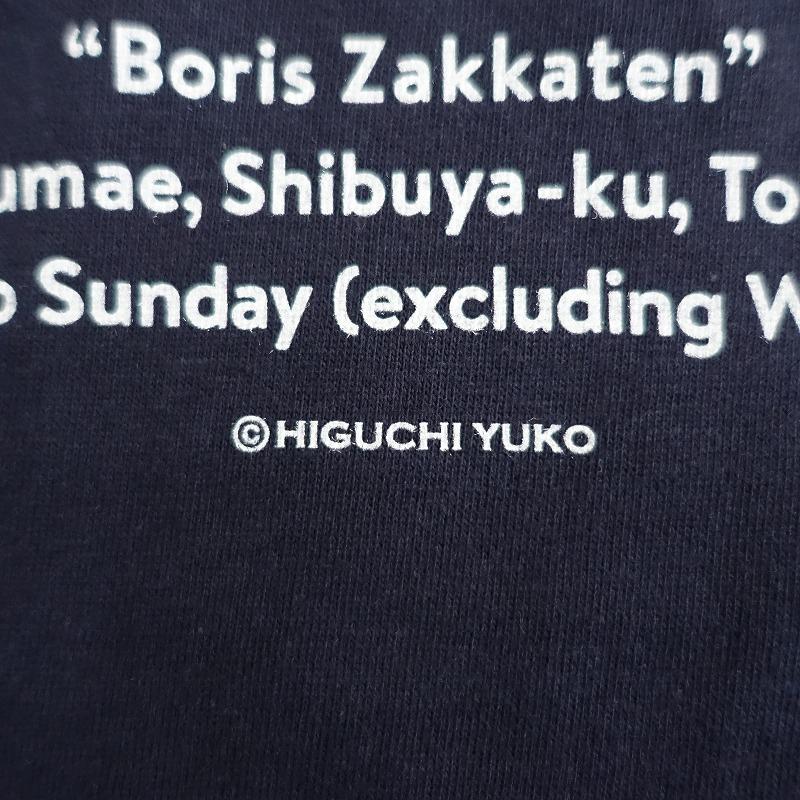 “Boris Zakkaten”
umae, Shibuya-ku, To
o Sunday (excluding W
©HIGUCHI YUKO